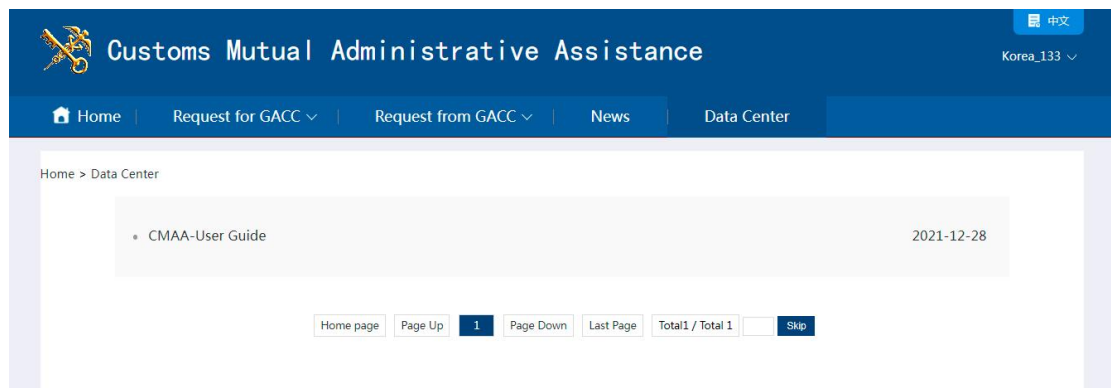 中文
Customs Mutual Administrative Assistance
Korea_133
Home Request for GACC Request from GACC News Data Center
Home > Data Center
CMAA-User Guide 2021-12-28
Home page Page Up 1 Page Down Last Page Total1 / Total 1 Skip